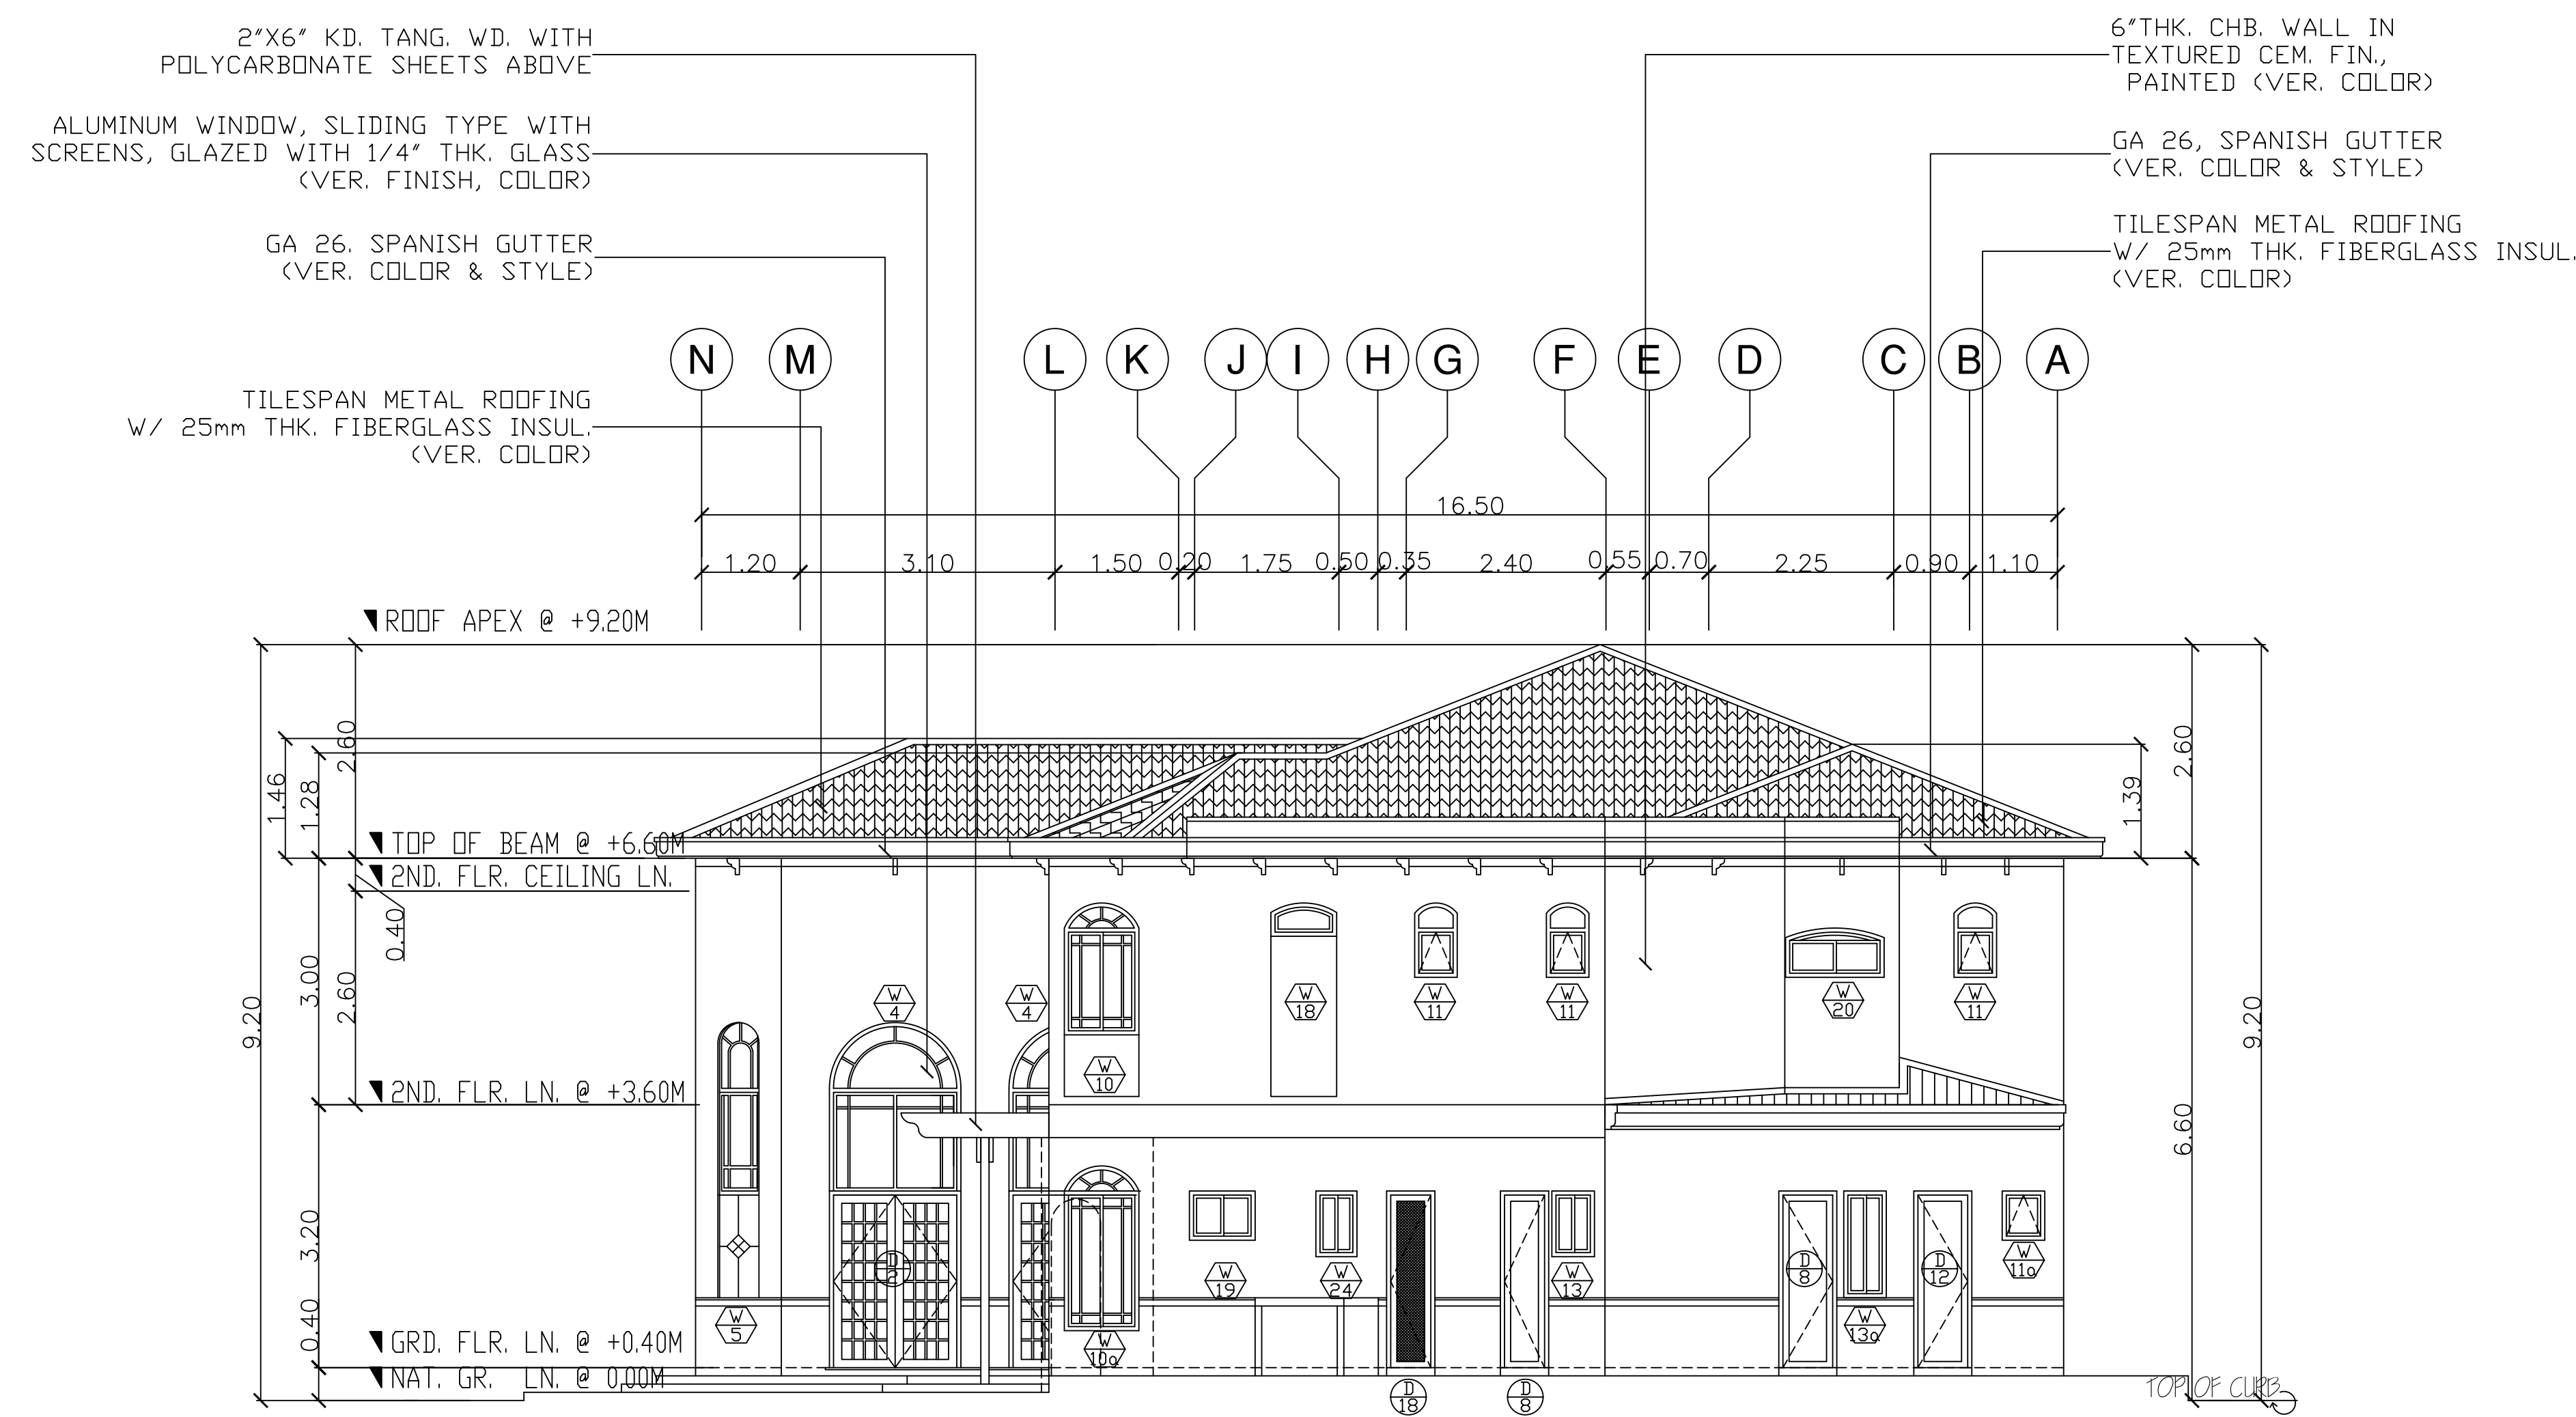 2"X6" KD. TANG. WD. WITH
POLYCARBONATE SHEETS ABOVE
ALUMINUM WINDOW, SLIDING TYPE WITH
SCREENS, GLAZED WITH 1/4" THK. GLASS
(VER. FINISH, COLOR)
GA 26. SPANISH GUTTER
(VER. COLOR & STYLE)
TILESPAN METAL ROOFING
W/ 25mm THK. FIBERGLASS INSUL.
(VER. COLOR)
6"THK. CHB. WALL IN
TEXTURED CEM. FIN.,
PAINTED (VER. COLOR)
GA 26, SPANISH GUTTER
(VER. COLOR & STYLE)
TILESPAN METAL ROOFING
W/ 25mm THK. FIBERGLASS INSUL.
(VER. COLOR)
N M L K J I H G F E D C B A
16.50
1.20 3.10 1.50 0.20 1.75 0.50 0.35 2.40 0.55 0.70 2.25 0.90 1.10
ROOF APEX @ +9.20M
TOP OF BEAM @ +6.60M
2ND. FLR. CEILING LN.
2ND. FLR. LN. @ +3.60M
GRD. FLR. LN. @ +0.40M
NAT. GR. LN. @ 0.00M
9.20
1.46
1.28
2.60
0.40
3.00
2.60
3.20
0.40
1.39
2.60
6.60
9.20
W
4
W
4
W
10
W
18
W
11
W
11
W
20
W
11
W
5
D
2
W
10a
W
19
W
24
D
18
D
8
W
13
D
8
W
13a
D
12
W
11a
TOP OF CURB